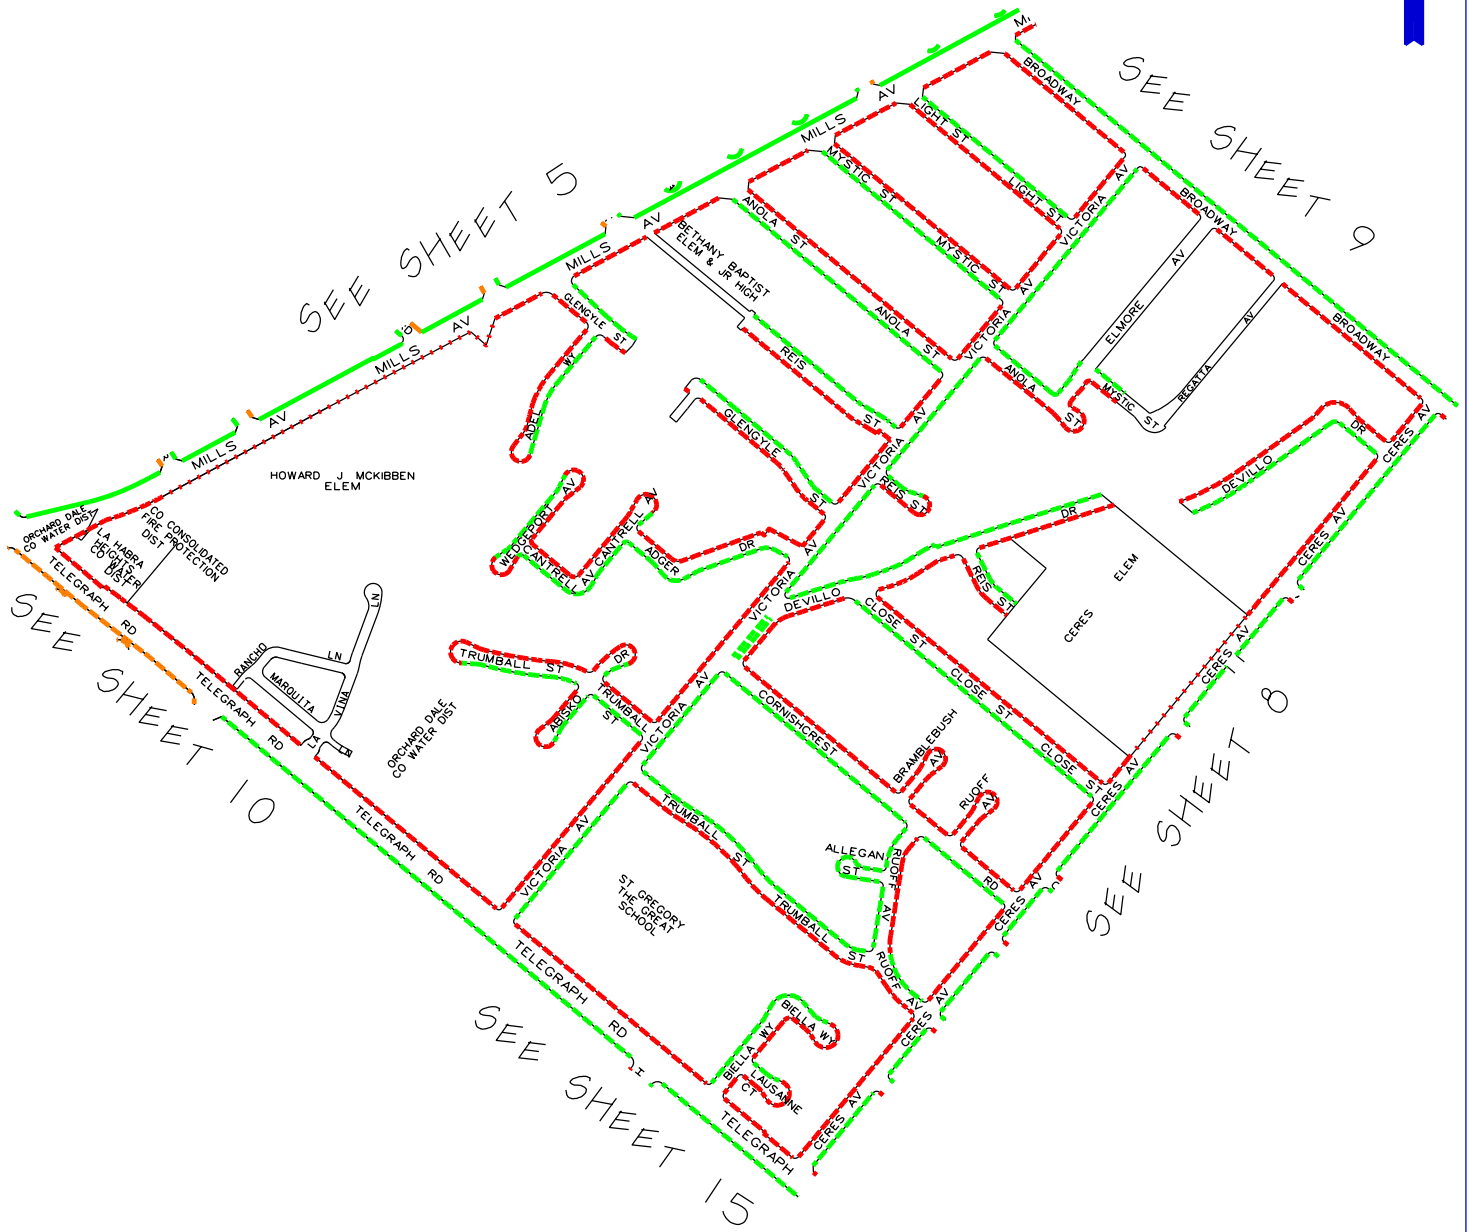 SEE SHEET 5
SEE SHEET 9
SEE SHEET 8
SEE SHEET 10
SEE SHEET 15
MILLS AV
MILLS AV
MILLS AV
MILLS AV
MILLS AV
BROADWAY
BROADWAY
BROADWAY
LIGHT ST
LIGHT ST
MYSTIC ST
MYSTIC ST
ANOLA ST
ANOLA ST
VICTORIA AV
VICTORIA AV
ELMORE AV
REGATTA AV
ANOLA ST
MYSTIC ST
BETHANY BAPTIST
ELEM & JR HIGH
GLENGYLE ST
REIS ST
ADEL WY
GLENGYLE ST
VICTORIA AV
REIS ST
DEVILLO DR
CERES AV
CERES AV
HOWARD J MCKIBBEN
ELEM
ORCHARD DALE
CO WATER DIST
CO CONSOLIDATED
FIRE PROTECTION
DIST
LA HABRA
HEIGHTS
CO
WATER
DIST
WEDGEPORT AV
CANTRELL AV
CANTRELL AV
ADGER DR
VICTORIA AV
DEVILLO DR
REIS ST
ELEM
CERES
TELEGRAPH RD
RANCHO LN
MARQUITA
VINA LN
LA LN
TRUMBALL ST
ABISKO DR
TRUMBALL ST
ORCHARD DALE
CO WATER DIST
VICTORIA AV
CLOSE ST
CLOSE ST
CLOSE ST
CORNISHCREST RD
BRAMBLEBUSH AV
RUOFF AV
CERES AV
CERES AV
CERES AV
TELEGRAPH RD
TELEGRAPH RD
VICTORIA AV
TRUMBALL ST
TRUMBALL ST
ALLEGAN ST
RUOFF AV
RUOFF AV
CERES AV
ST GREGORY
THE GREAT
SCHOOL
TELEGRAPH RD
BIELLA WY
BIELLA WY
LAUSANNE
CT
CERES AV
TELEGRAPH